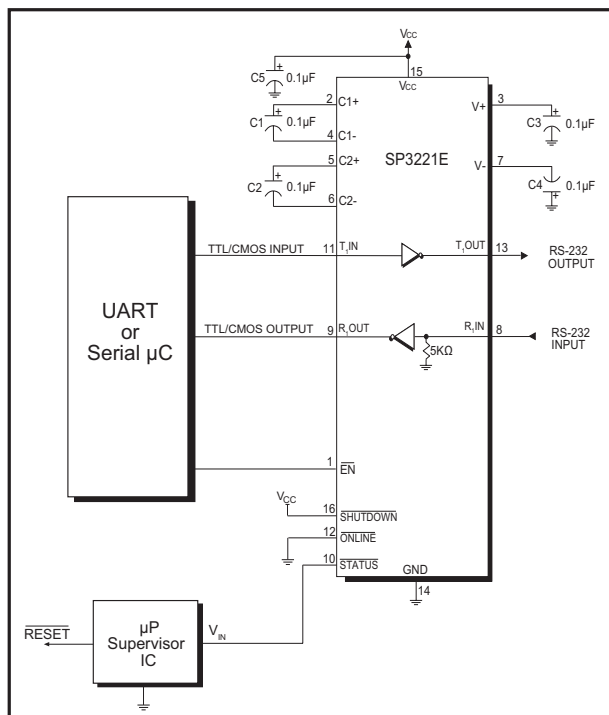 VCC
15
VCC
C5
+
0.1µF
2
C1+
C1
+
0.1µF
4
C1-
5
C2+
C2
+
0.1µF
6
C2-
SP3221E
V+
3
C3
+
0.1µF
V-
7
C4
0.1µF
+
TTL/CMOS INPUT
11
T1IN
T1OUT
13
RS-232
OUTPUT
UART
or
Serial µC
TTL/CMOS OUTPUT
9
R1OUT
5KΩ
R1IN
8
RS-232
INPUT
1
EN
VCC
16
SHUTDOWN
12
ONLINE
10
STATUS
GND
14
RESET
µP
Supervisor
IC
VIN